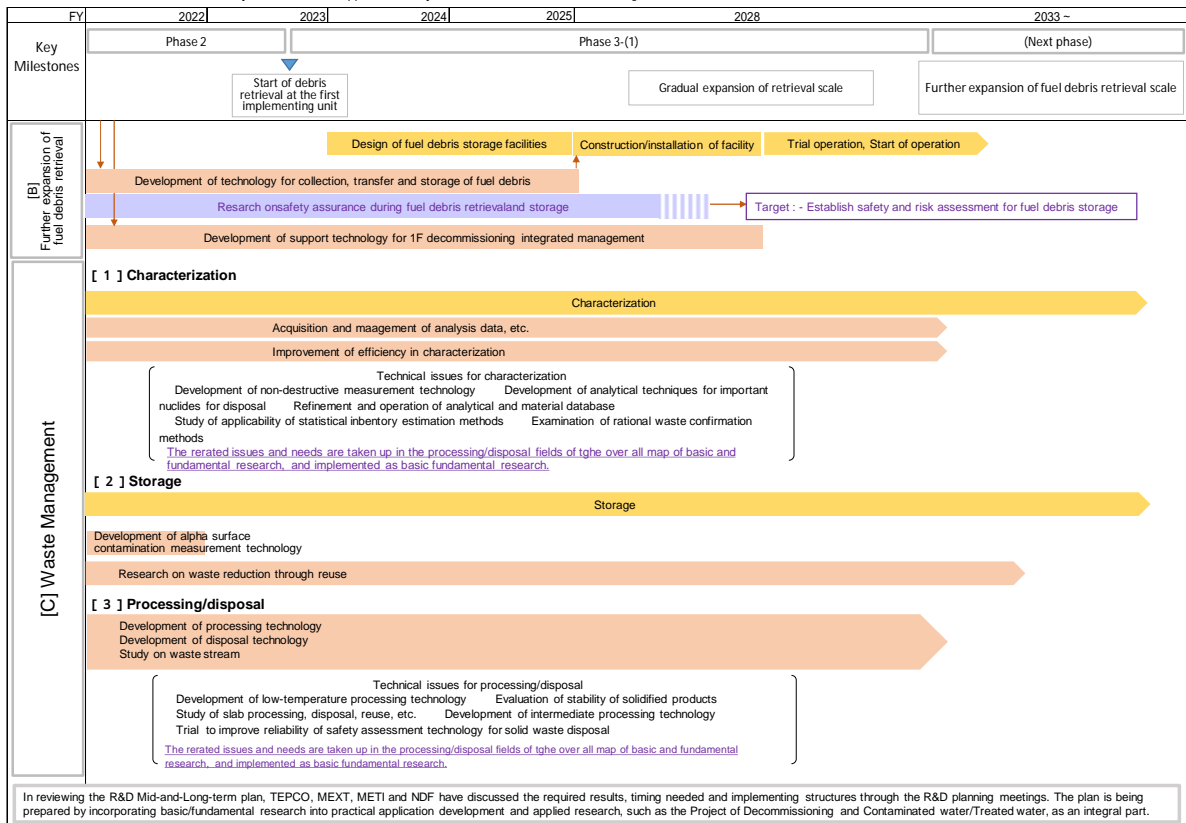 FY 2022 2023 2024 2025 2028 2033 ~
Key
Milestones
Phase 2
Phase 3-(1)
(Next phase)
Start of debris
retrieval at the first
implementing unit
Gradual expansion of retrieval scale
Further expansion of fuel debris retrieval scale
[B]
Further expansion of
fuel debris retrieval
Design of fuel debris storage facilities
Construction/installation of facility
Trial operation, Start of operation
Development of technology for collection, transfer and storage of fuel debris
Resarch onsafety assurance during fuel debris retrievaland storage
Target : - Establish safety and risk assessment for fuel debris storage
Development of support technology for 1F decommissioning integrated management
[C] Waste Management
[ 1 ] Characterization
Characterization
Acquisition and maagement of analysis data, etc.
Improvement of efficiency in characterization
Technical issues for characterization
Development of non-destructive measurement technology Development of analytical techniques for important
nuclides for disposal Refinement and operation of analytical and material database
Study of applicability of statistical inbentory estimation methods Examination of rational waste confirmation
methods
The rerated issues and needs are taken up in the processing/disposal fields of tghe over all map of basic and
fundamental research, and implemented as basic fundamental research.
[ 2 ] Storage
Storage
Development of alpha surface
contamination measurement technology
Research on waste reduction through reuse
[ 3 ] Processing/disposal
Development of processing technology
Development of disposal technology
Study on waste stream
Technical issues for processing/disposal
Development of low-temperature processing technology Evaluation of stability of solidified products
Study of slab processing, disposal, reuse, etc. Development of intermediate processing technology
Trial to improve reliability of safety assessment technology for solid waste disposal
The rerated issues and needs are taken up in the processing/disposal fields of tghe over all map of basic and fundamental
research, and implemented as basic fundamental research.
In reviewing the R&D Mid-and-Long-term plan, TEPCO, MEXT, METI and NDF have discussed the required results, timing needed and implementing structures through the R&D planning meetings. The plan is being
prepared by incorporating basic/fundamental research into practical application development and applied research, such as the Project of Decommissioning and Contaminated water/Treated water, as an integral part.